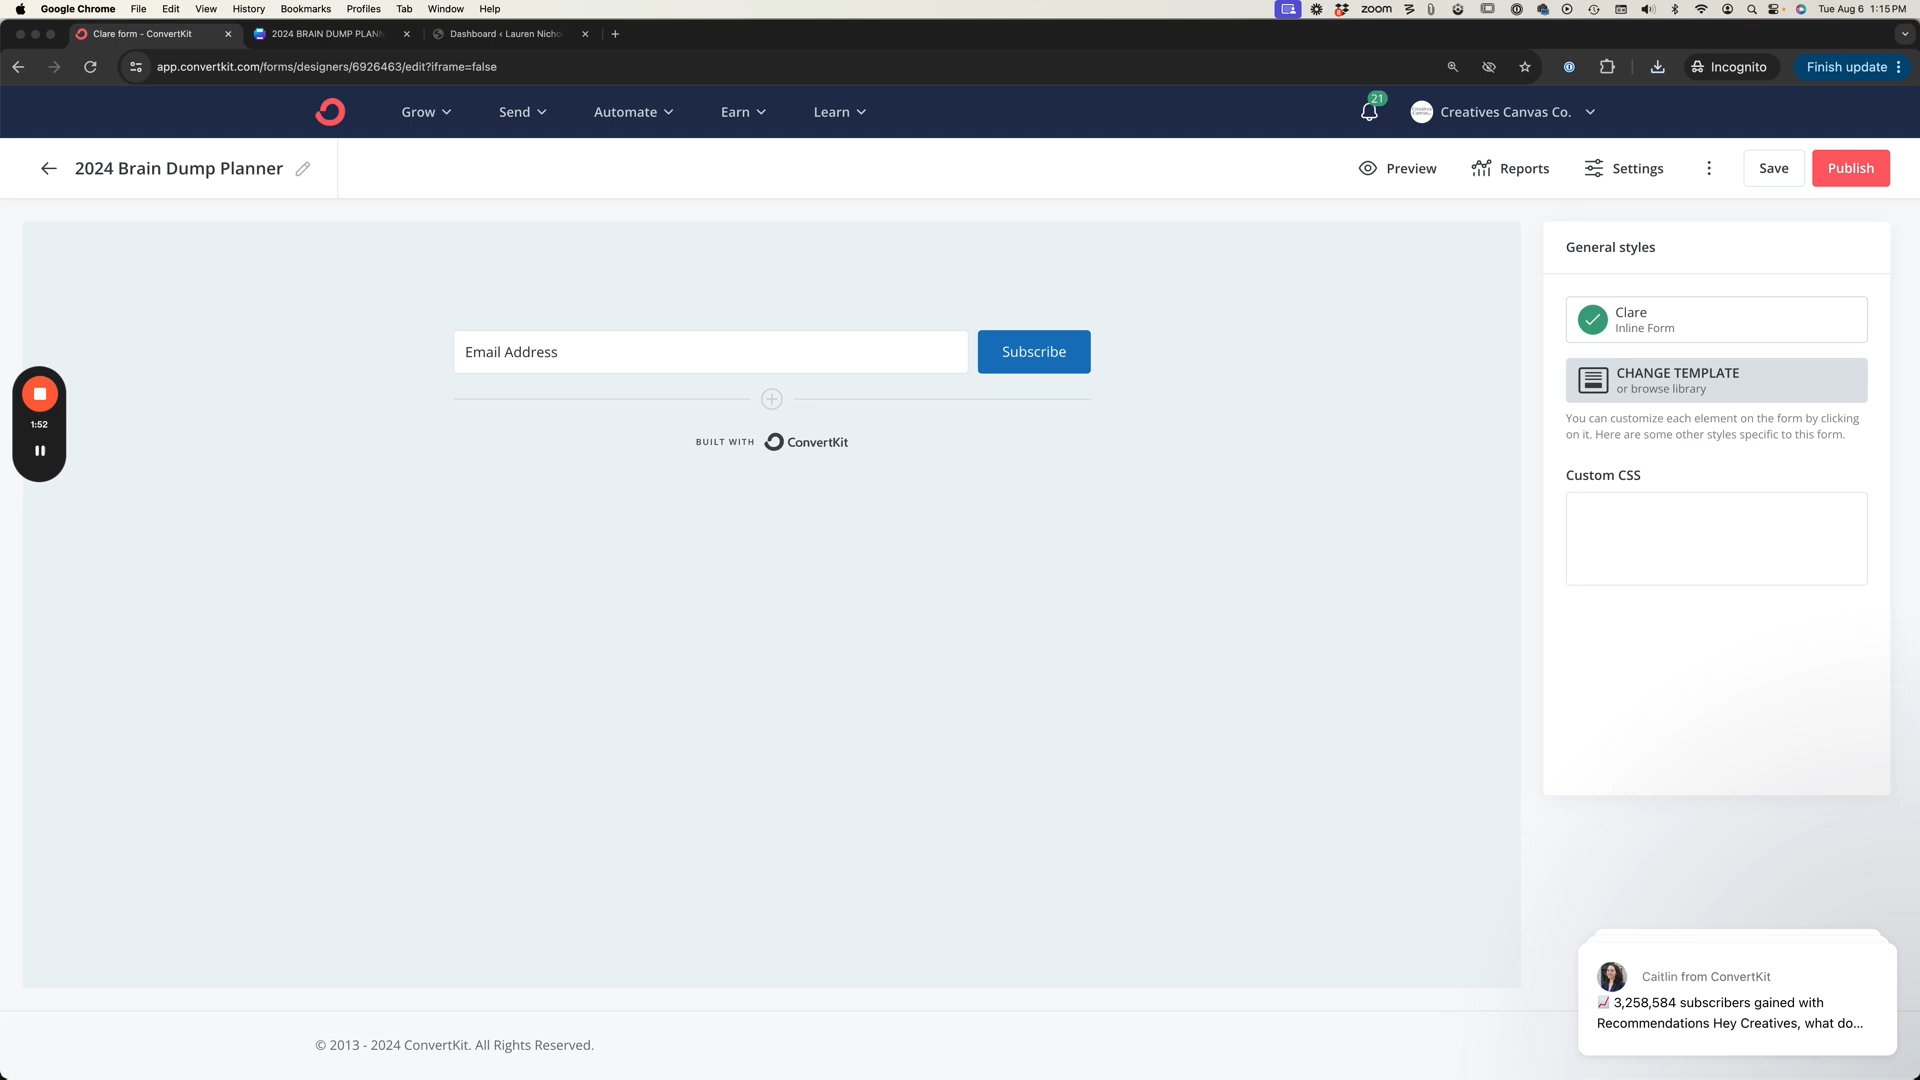 Google Chrome File Edit View History Bookmarks Profiles Tab Window Help
zoom
Tue Aug 6 1:15 PM
Clare form - ConvertKit
2024 BRAIN DUMP PLANN
Dashboard ‹ Lauren Nicho
app.convertkit.com/forms/designers/6926463/edit?iframe=false
Incognito
Finish update
Grow
Send
Automate
Earn
Learn
21
Creatives Canvas Co.
2024 Brain Dump Planner
Preview
Reports
Settings
Save
Publish
General styles
Clare
Inline Form
CHANGE TEMPLATE
or browse library
You can customize each element on the form by clicking
on it. Here are some other styles specific to this form.
Custom CSS
Email Address
Subscribe
BUILT WITH ConvertKit
1:52
Caitlin from ConvertKit
📈 3,258,584 subscribers gained with
Recommendations Hey Creatives, what do...
© 2013 - 2024 ConvertKit. All Rights Reserved.